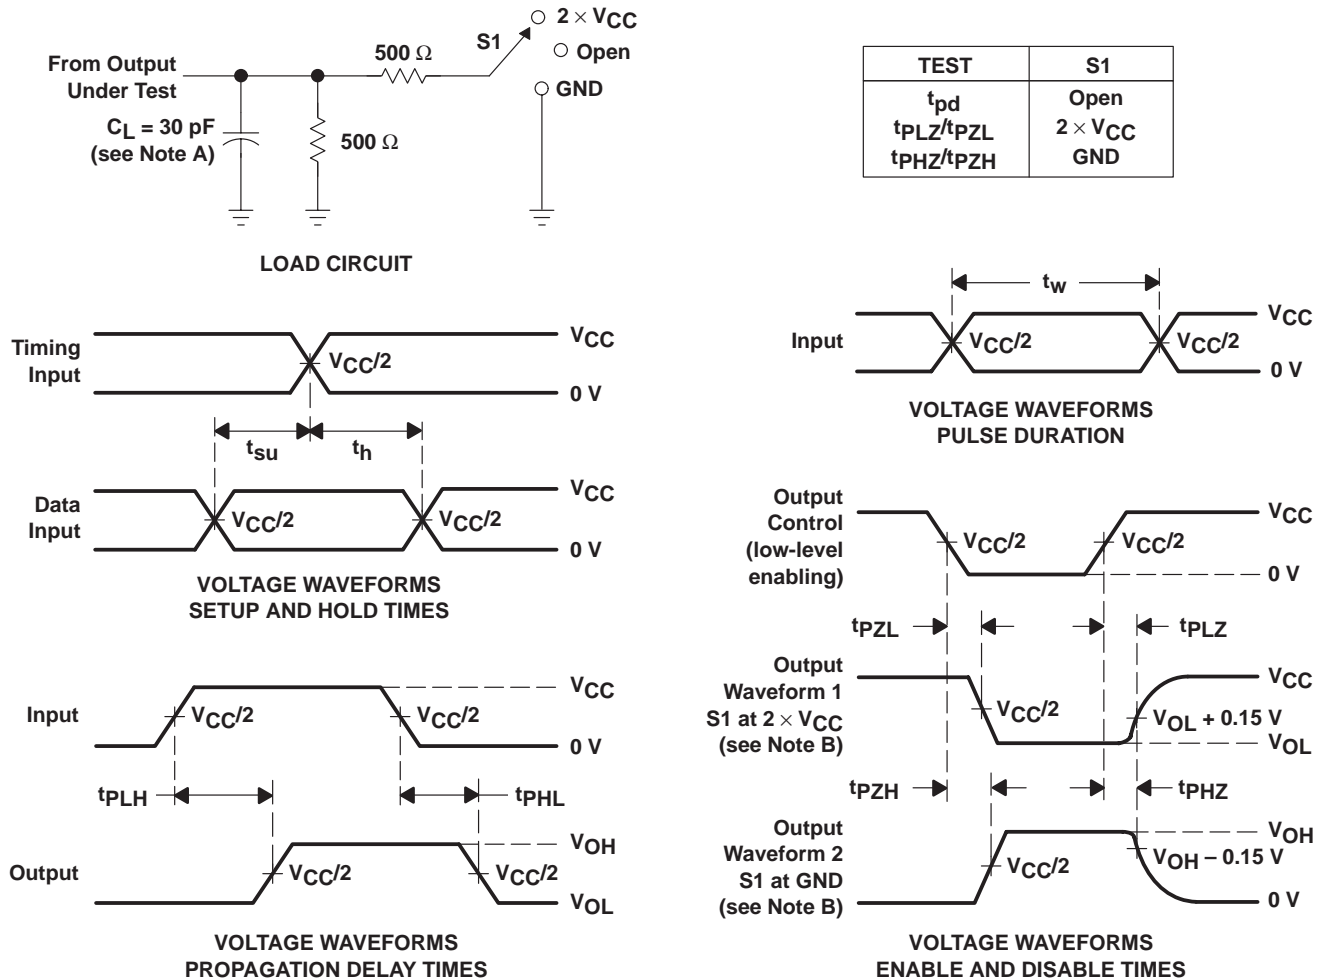 2 × VCC
S1
Open
GND
500 Ω
From Output
Under Test
CL = 30 pF
(see Note A)
500 Ω
LOAD CIRCUIT
TEST S1
tpd Open
tPLZ/tPZL 2 × VCC
tPHZ/tPZH GND
Timing
Input
VCC
VCC/2
0 V
tsu
th
Data
Input
VCC
VCC/2
VCC/2
0 V
VOLTAGE WAVEFORMS
SETUP AND HOLD TIMES
tw
Input
VCC
VCC/2
VCC/2
0 V
VOLTAGE WAVEFORMS
PULSE DURATION
Input
VCC
VCC/2
VCC/2
0 V
tPLH
tPHL
Output
VOH
VCC/2
VCC/2
VOL
VOLTAGE WAVEFORMS
PROPAGATION DELAY TIMES
Output
Control
(low-level
enabling)
VCC
VCC/2
VCC/2
0 V
tPZL
tPLZ
Output
Waveform 1
S1 at 2 × VCC
(see Note B)
VCC
VCC/2
VOL + 0.15 V
VOL
tPZH
tPHZ
Output
Waveform 2
S1 at GND
(see Note B)
VOH
VCC/2
VOH – 0.15 V
0 V
VOLTAGE WAVEFORMS
ENABLE AND DISABLE TIMES